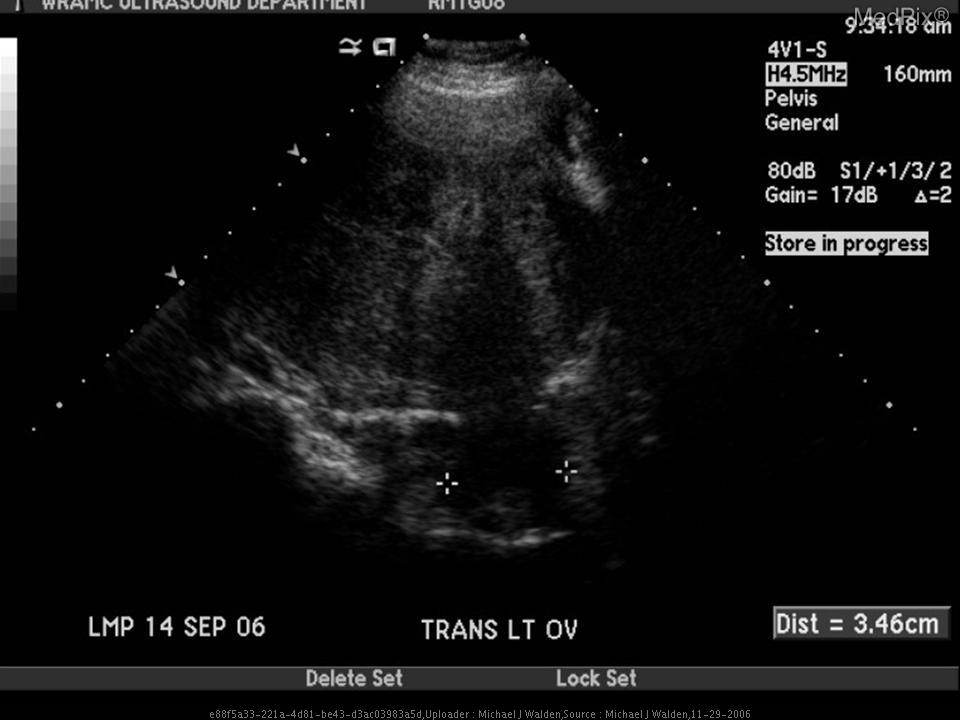 WRAMC ULTRASOUND DEPARTMENT RMTG08
MedPix®
9:34:18 am
4V1-S
H4.5MHz 160mm
Pelvis
General
80dB S1/+1/3/2
Gain= 17dB Δ=2
Store in progress
LMP 14 SEP 06
TRANS LT OV
Dist = 3.46cm
Delete Set Lock Set
e88f5a33-221a-4d81-be43-d3ac03983a5d,Uploader : Michael J Walden,Source : Michael J Walden,11-29-2006